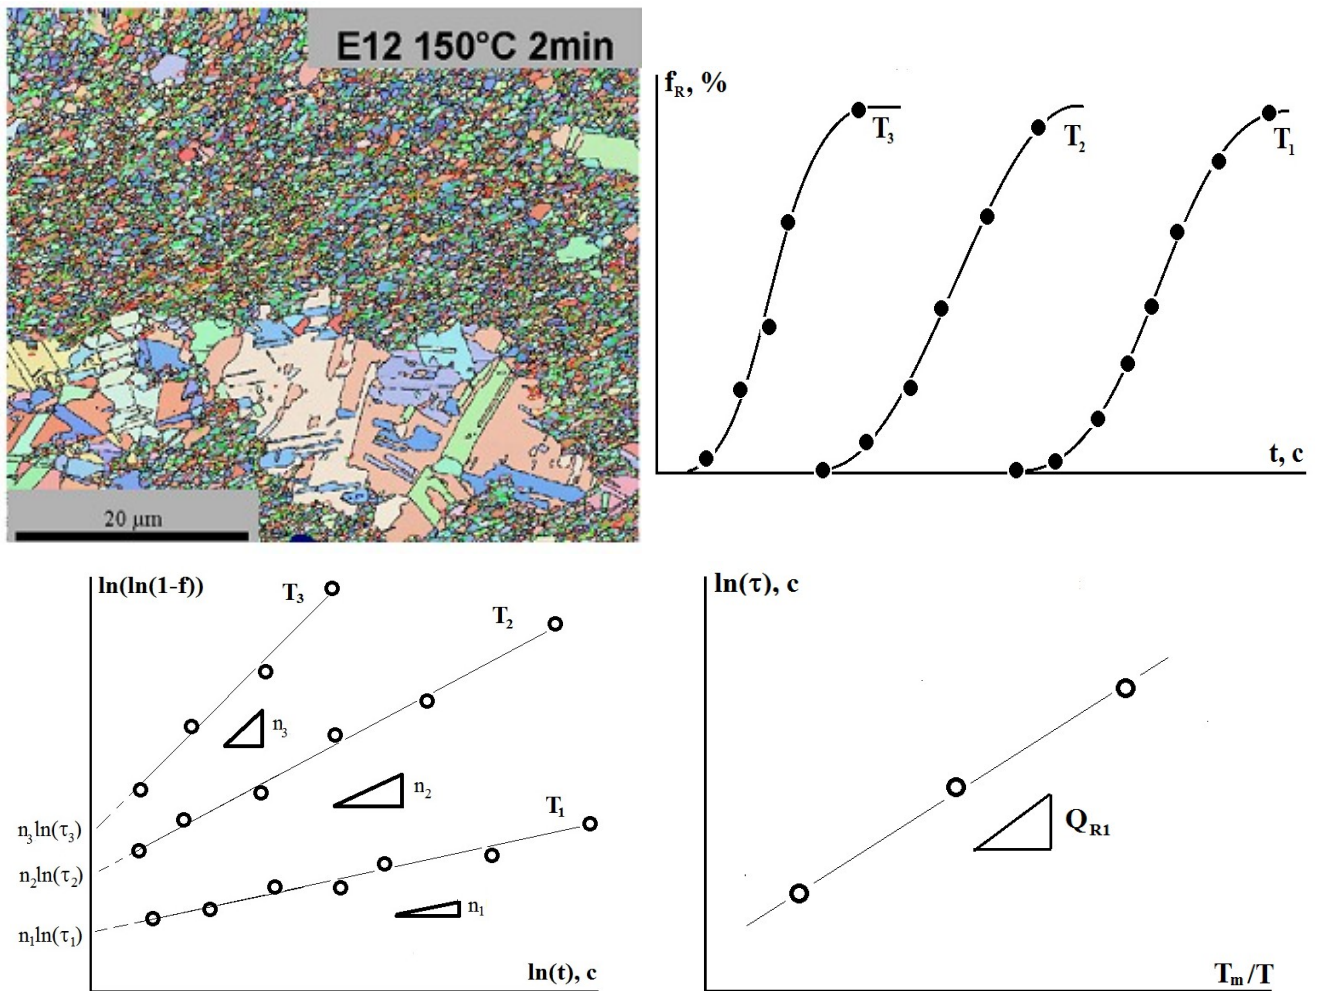 E12 150°C 2min
20 µm
f_R, %
T_3
T_2
T_1
t, c
ln(ln(1-f))
T_3
T_2
T_1
n_3
n_2
n_1
n_3ln(τ_3)
n_2ln(τ_2)
n_1ln(τ_1)
ln(t), c
ln(τ), c
Q_R1
T_m/T